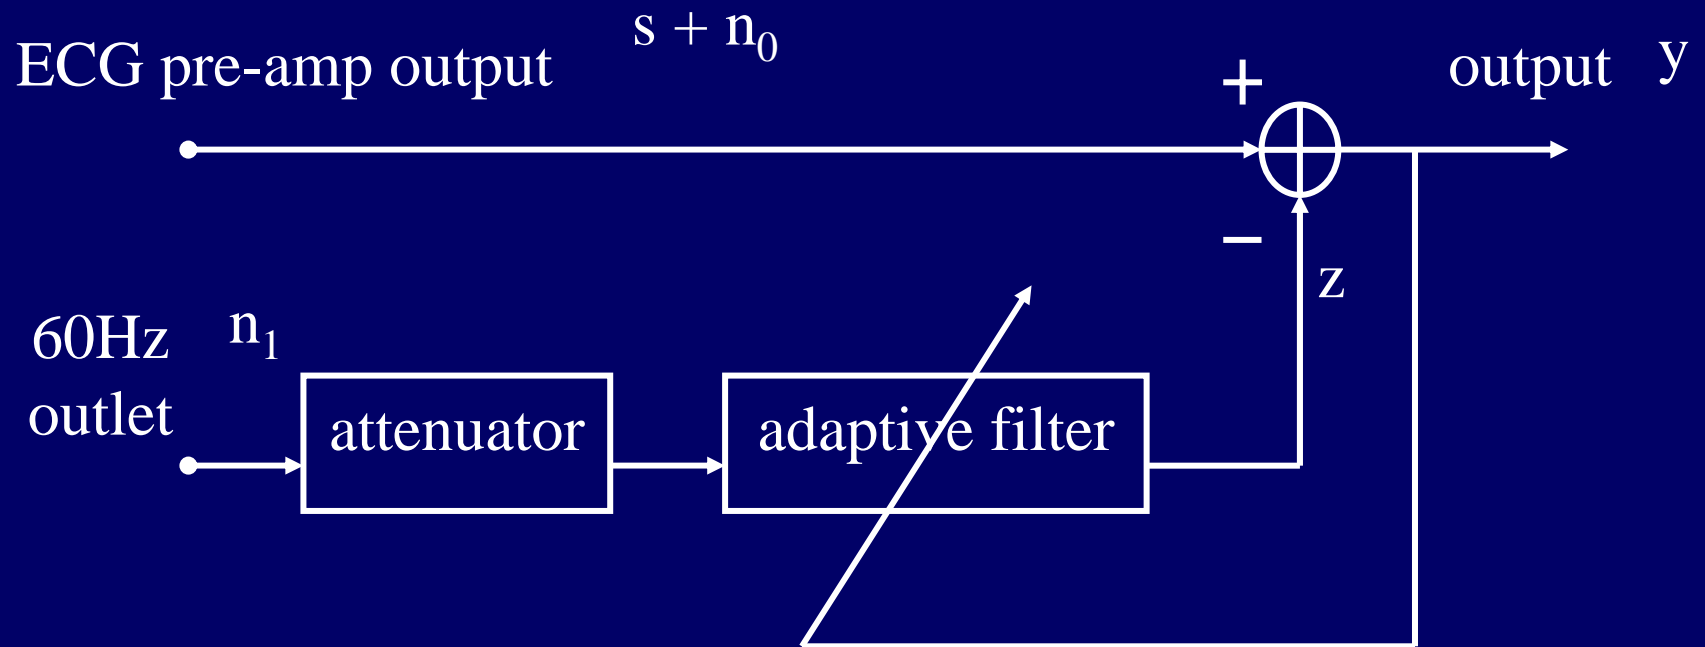 s + n₀
ECG pre-amp output
+
output y
−
z
60Hz n₁
outlet
attenuator
adaptive filter